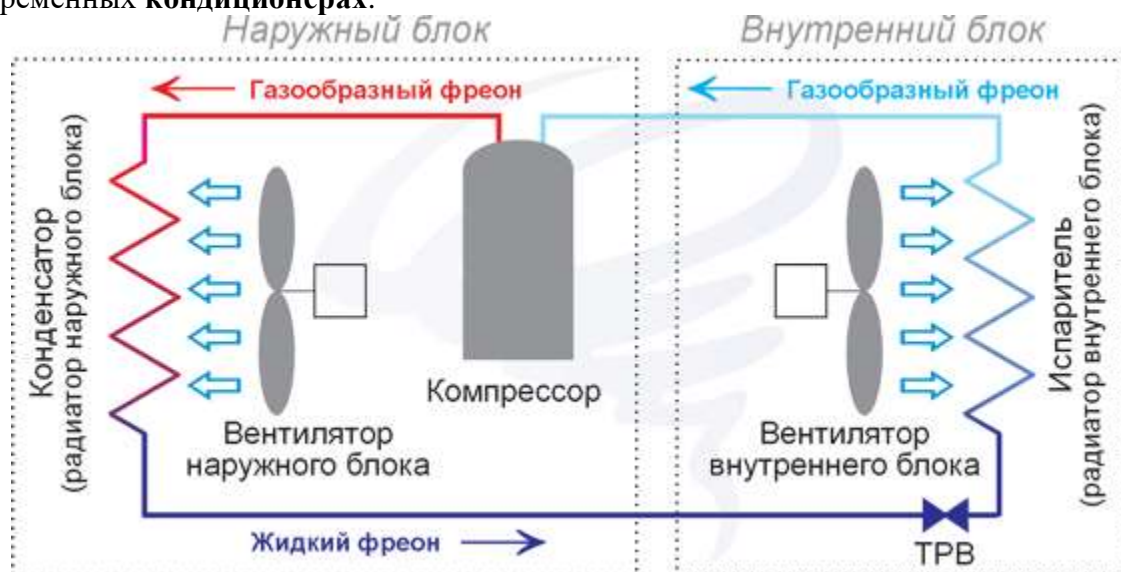 кондиционерах.
Наружный блок
Внутренний блок
Газообразный фреон
Газообразный фреон
Конденсатор
(радиатор наружного блока)
Компрессор
Вентилятор
наружного блока
Вентилятор
внутреннего блока
Испаритель
(радиатор внутреннего блока)
Жидкий фреон
ТРВ